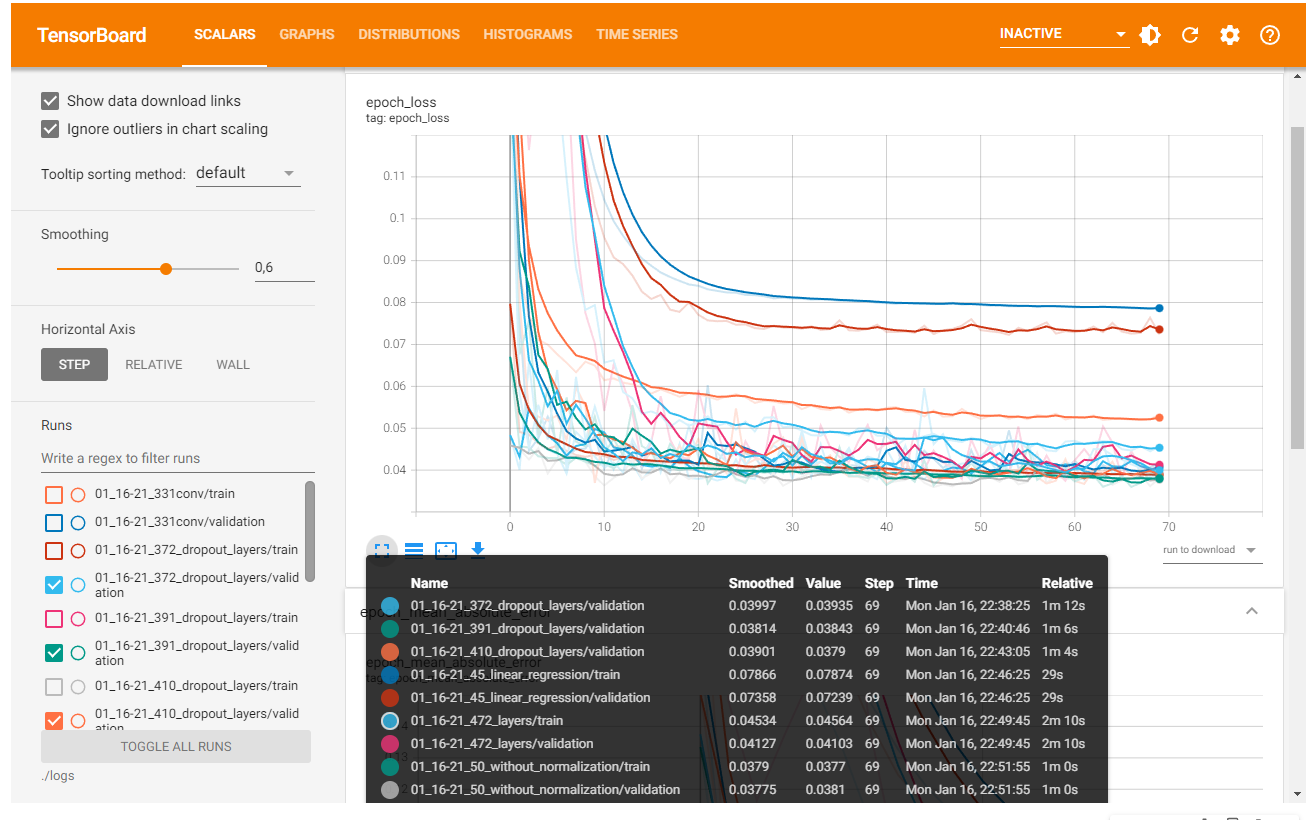 TensorBoard SCALARS GRAPHS DISTRIBUTIONS HISTOGRAMS TIME SERIES INACTIVE
Show data download links
Ignore outliers in chart scaling
Tooltip sorting method: default
Smoothing
0,6
Horizontal Axis
STEP RELATIVE WALL
Runs
Write a regex to filter runs
01_16-21_331conv/train
01_16-21_331conv/validation
01_16-21_372_dropout_layers/train
01_16-21_372_dropout_layers/valid
ation
01_16-21_391_dropout_layers/train
01_16-21_391_dropout_layers/valid
ation
01_16-21_410_dropout_layers/train
01_16-21_410_dropout_layers/valid
ation
TOGGLE ALL RUNS
./logs
epoch_loss
tag: epoch_loss
0.11
0.1
0.09
0.08
0.07
0.06
0.05
0.04
0 10 20 30 40 50 60 70
run to download
Name Smoothed Value Step Time Relative
01_16-21_372_dropout_layers/validation 0.03997 0.03935 69 Mon Jan 16, 22:38:25 1m 12s
01_16-21_391_dropout_layers/validation 0.03814 0.03843 69 Mon Jan 16, 22:40:46 1m 6s
01_16-21_410_dropout_layers/validation 0.03901 0.0379 69 Mon Jan 16, 22:43:05 1m 4s
01_16-21_45_linear_regression/train 0.07866 0.07874 69 Mon Jan 16, 22:46:25 29s
01_16-21_45_linear_regression/validation 0.07358 0.07239 69 Mon Jan 16, 22:46:25 29s
01_16-21_472_layers/train 0.04534 0.04564 69 Mon Jan 16, 22:49:45 2m 10s
01_16-21_472_layers/validation 0.04127 0.04103 69 Mon Jan 16, 22:49:45 2m 10s
01_16-21_50_without_normalization/train 0.0379 0.0377 69 Mon Jan 16, 22:51:55 1m 0s
01_16-21_50_without_normalization/validation 0.03775 0.0381 69 Mon Jan 16, 22:51:55 1m 0s
epoch_mean_absolute_error
epoch_mean_absolute_error